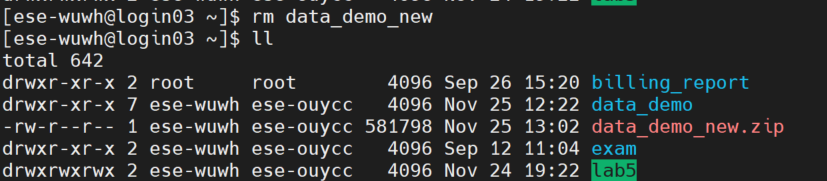 [ese-wuwh@login03 ~]$ rm data_demo_new
[ese-wuwh@login03 ~]$ ll
total 642
drwxr-xr-x 2 root     root       4096 Sep 26 15:20 billing_report
drwxr-xr-x 7 ese-wuwh ese-ouycc   4096 Nov 25 12:22 data_demo
-rw-r--r-- 1 ese-wuwh ese-ouycc 581798 Nov 25 13:02 data_demo_new.zip
drwxr-xr-x 2 ese-wuwh ese-ouycc   4096 Sep 12 11:04 exam
drwxrwxrwx 2 ese-wuwh ese-ouycc   4096 Nov 24 19:22 lab5